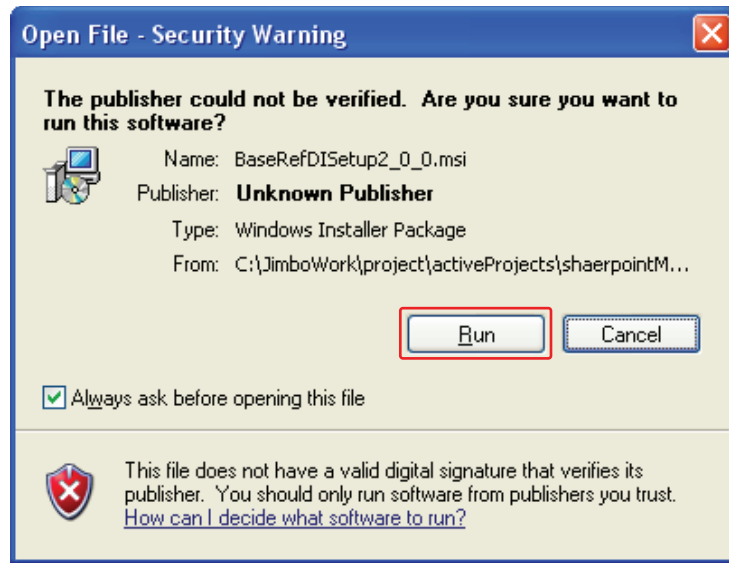 Open File - Security Warning
The publisher could not be verified. Are you sure you want to
run this software?
Name: BaseRefDISetup2_0_0.msi
Publisher: Unknown Publisher
Type: Windows Installer Package
From: C:\JimboWork\project\activeProjects\shaerpointM...
Run
Cancel
Always ask before opening this file
This file does not have a valid digital signature that verifies its
publisher. You should only run software from publishers you trust.
How can I decide what software to run?